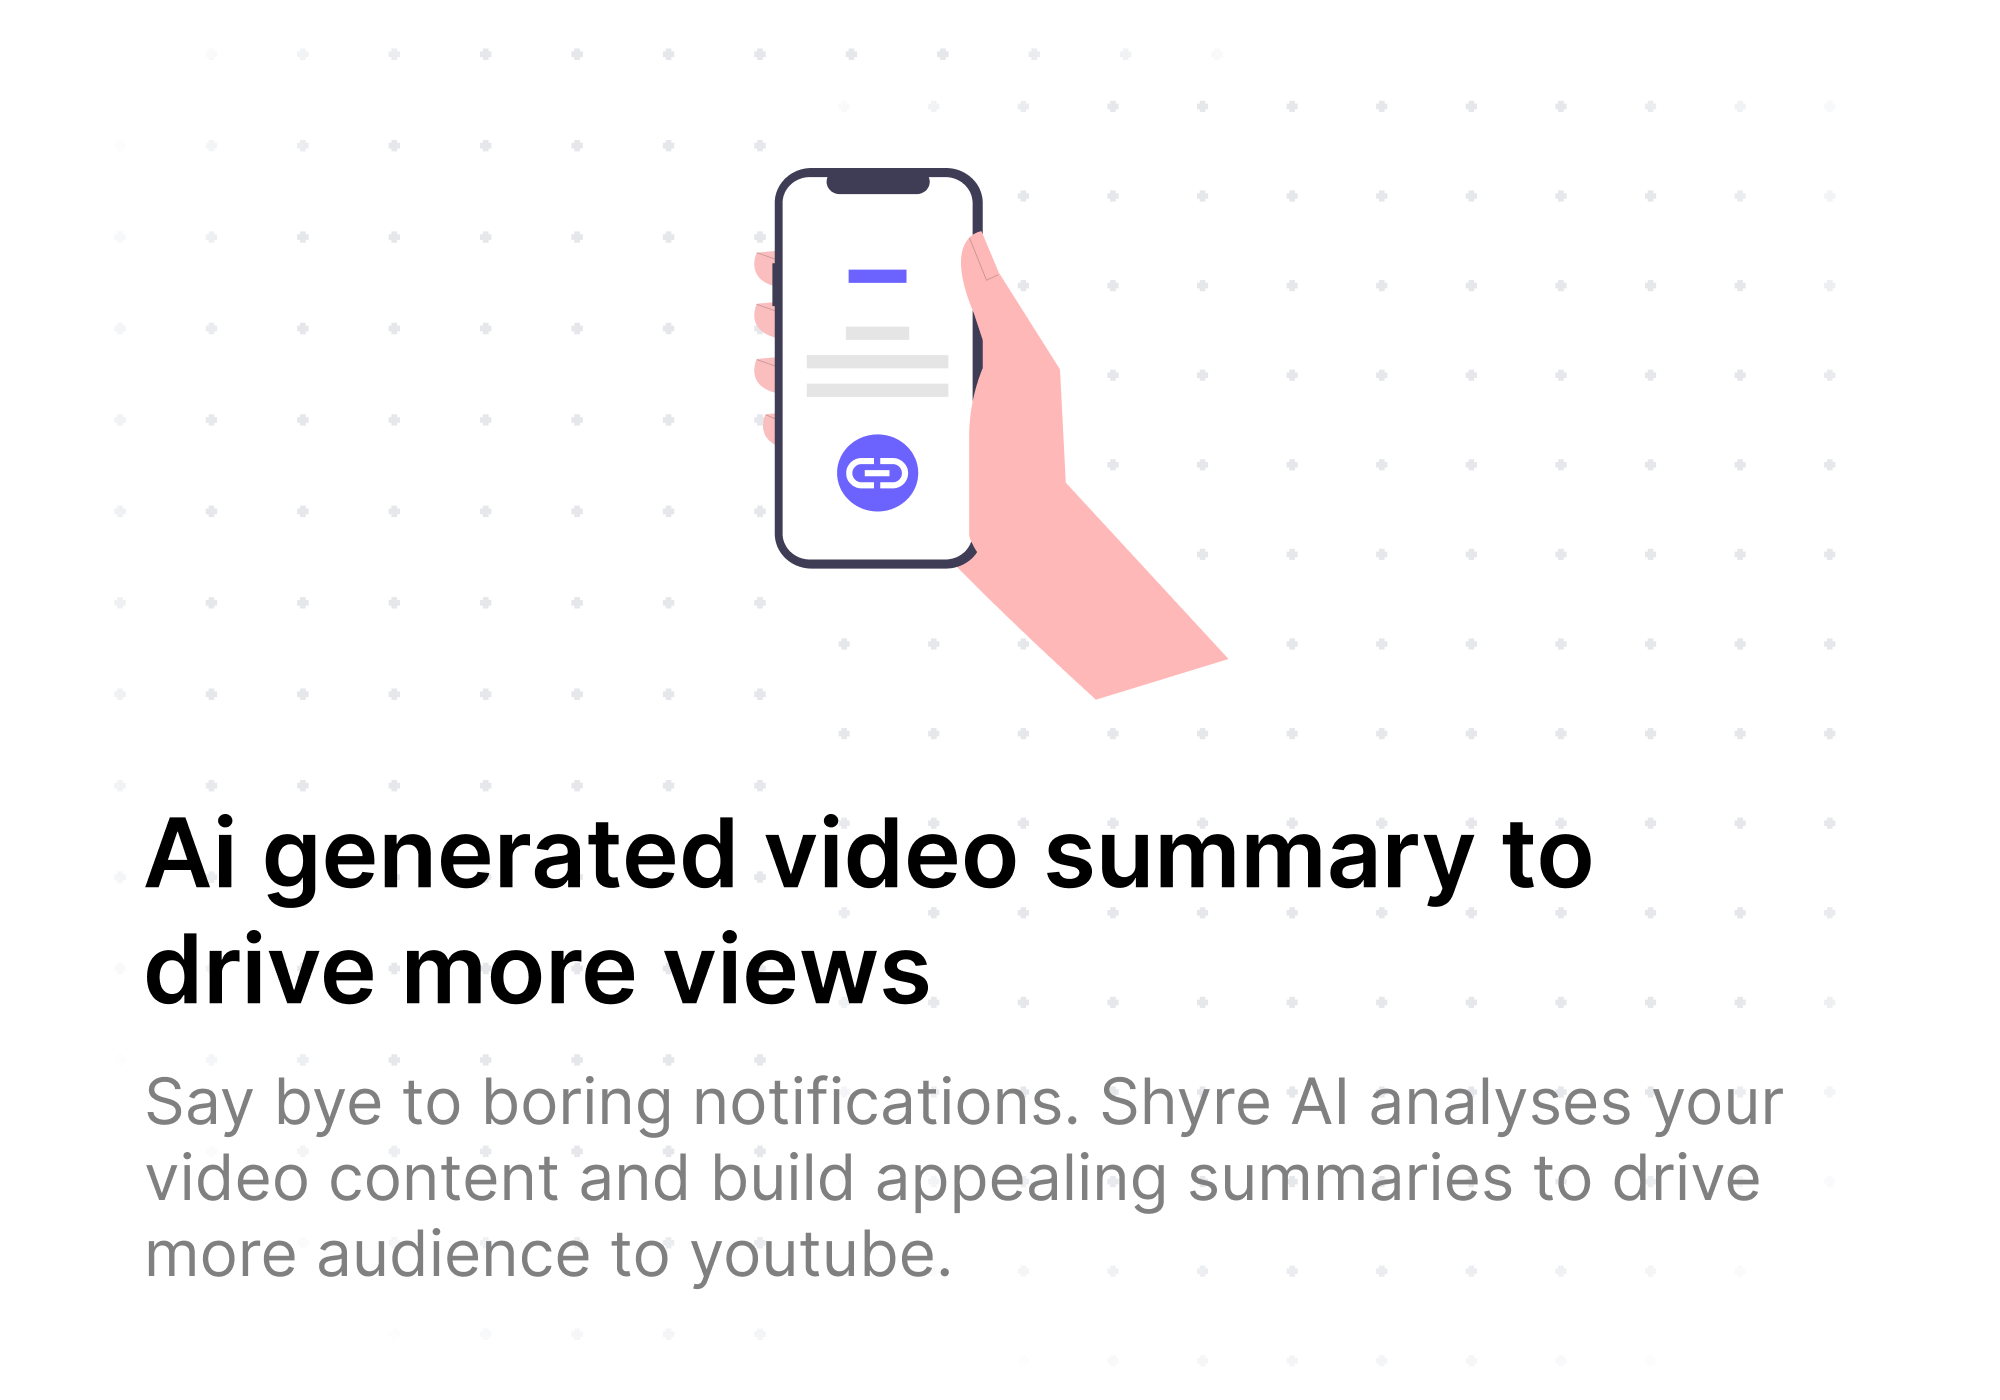 Ai generated video summary to
drive more views
Say bye to boring notifications. Shyre AI analyses your
video content and build appealing summaries to drive
more audience to youtube.